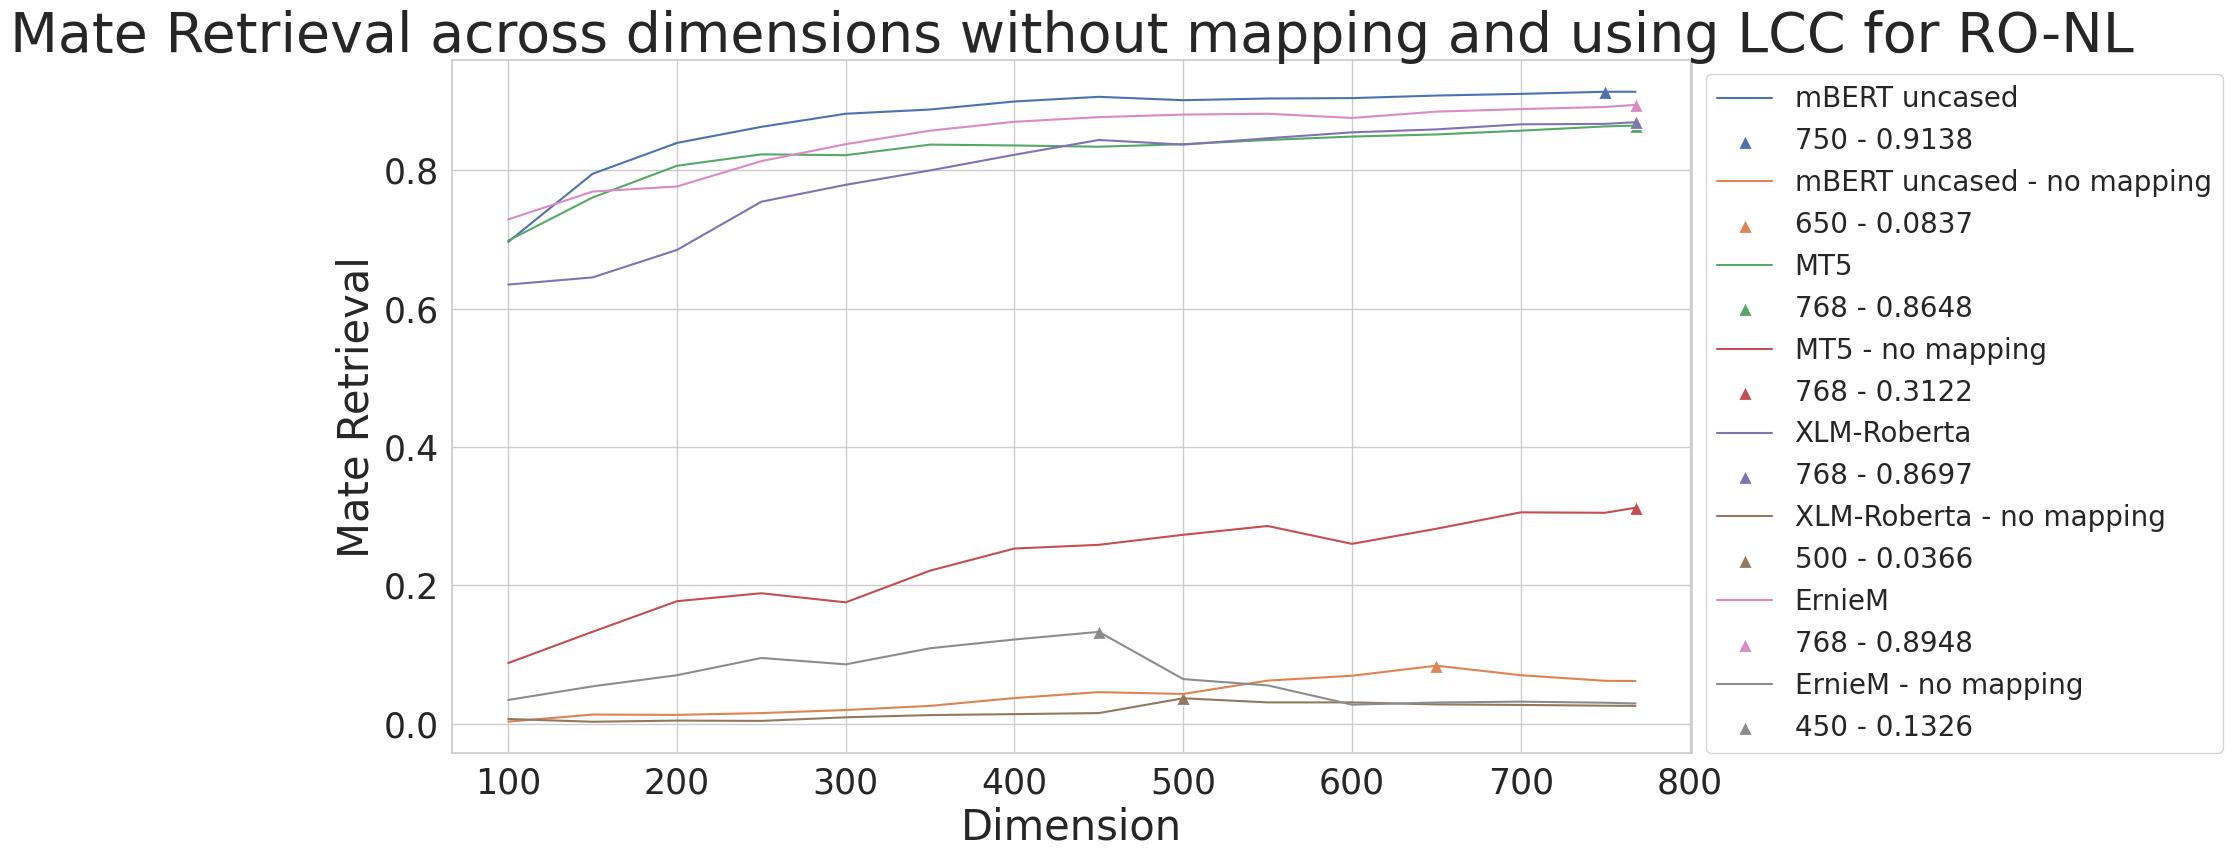 Mate Retrieval across dimensions without mapping and using LCC for RO-NL
Mate Retrieval
0.8
0.6
0.4
0.2
0.0
100 200 300 400 500 600 700 800
Dimension
mBERT uncased
750 - 0.9138
mBERT uncased - no mapping
650 - 0.0837
MT5
768 - 0.8648
MT5 - no mapping
768 - 0.3122
XLM-Roberta
768 - 0.8697
XLM-Roberta - no mapping
500 - 0.0366
ErnieM
768 - 0.8948
ErnieM - no mapping
450 - 0.1326